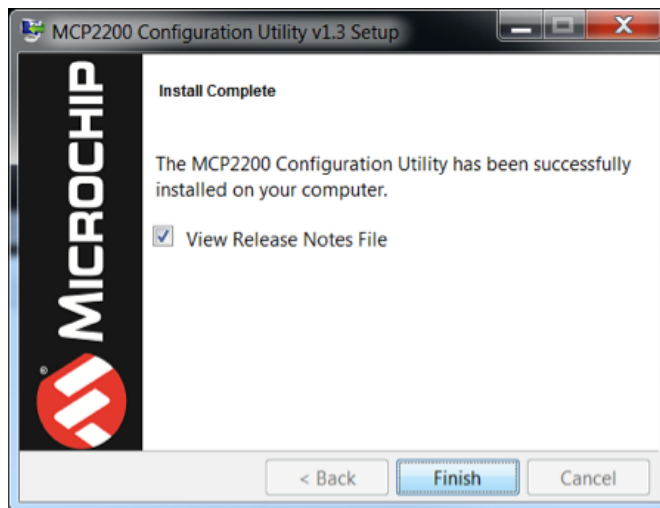 MCP2200 Configuration Utility v1.3 Setup
MICROCHIP
Install Complete
The MCP2200 Configuration Utility has been successfully
installed on your computer.
View Release Notes File
< Back
Finish
Cancel